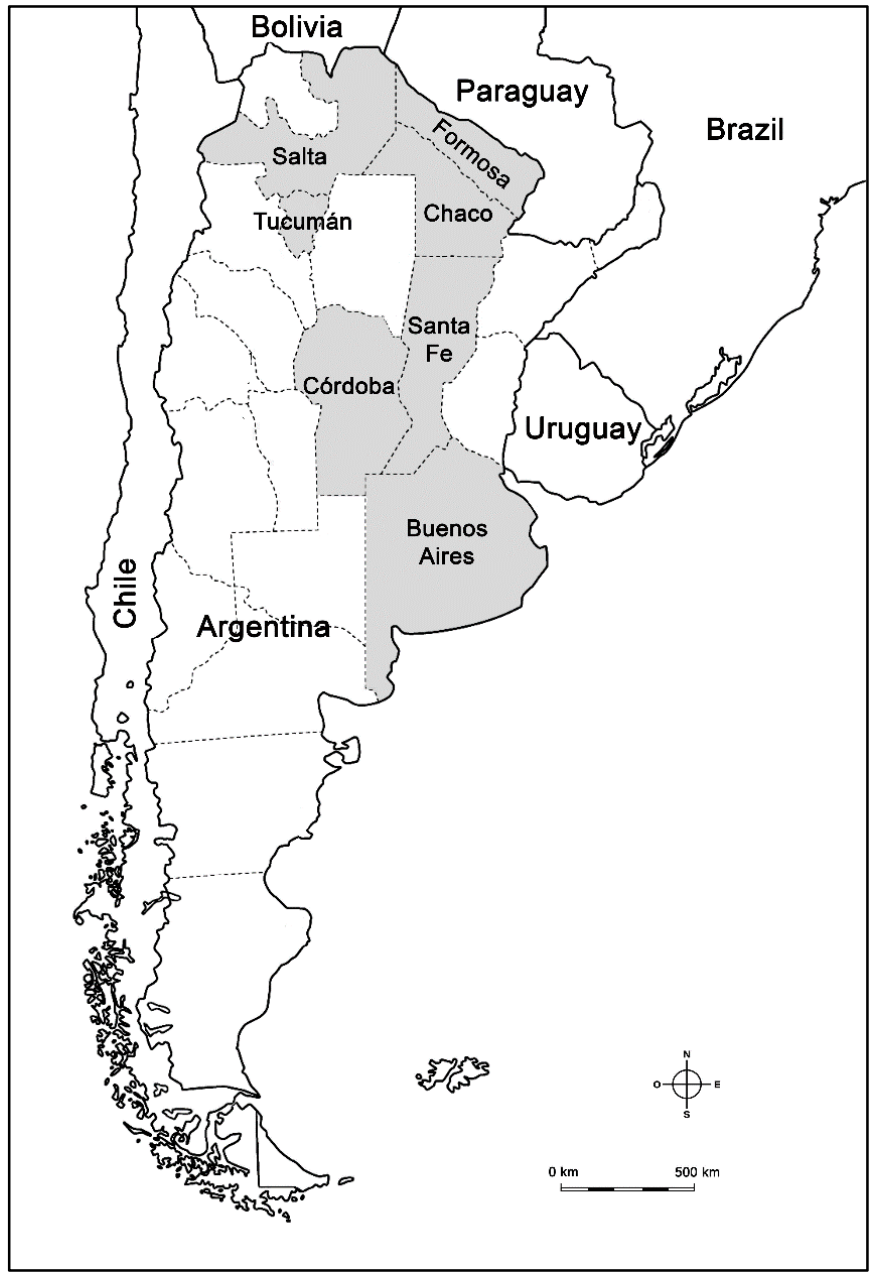 Bolivia
Paraguay
Brazil
Formosa
Salta
Chaco
Tucumán
Santa
Fe
Córdoba
Uruguay
Buenos
Aires
Chile
Argentina
N
O E
S
0 km 500 km